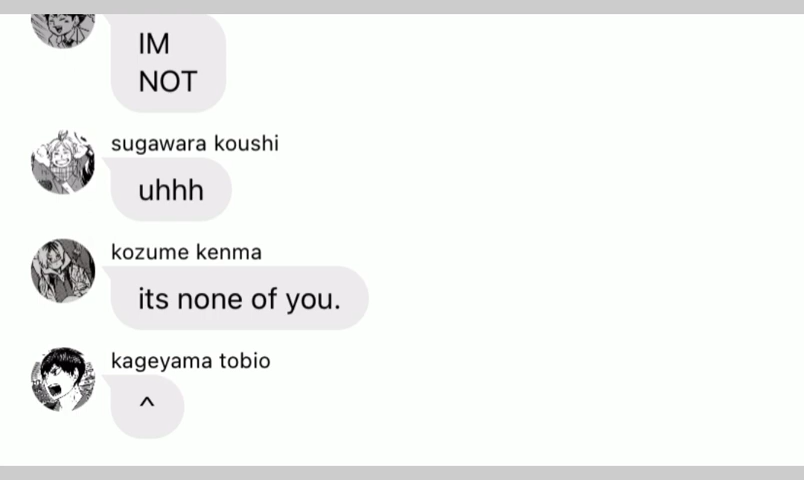 IM
NOT
sugawara koushi
uhhh
kozume kenma
its none of you.
kageyama tobio
^